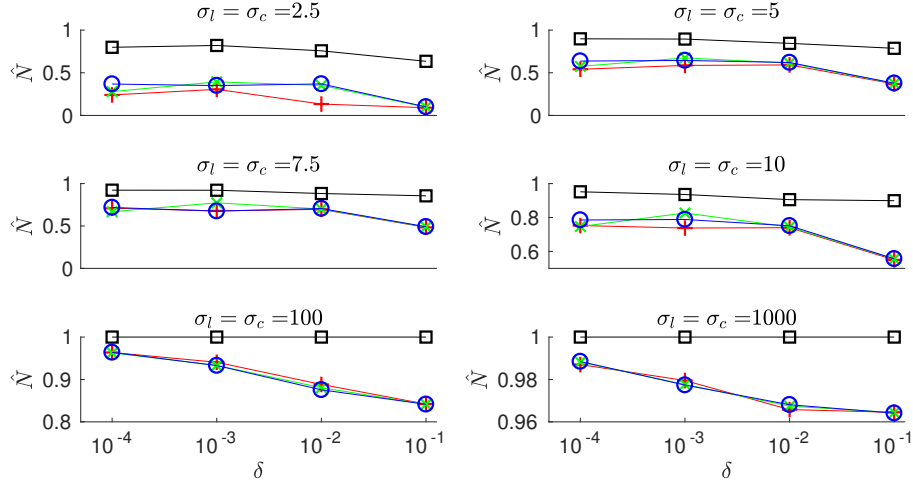 σ_l = σ_c =2.5
1
0.5
0
N̂
σ_l = σ_c =5
1
0.5
0
N̂
σ_l = σ_c =7.5
1
0.5
0
N̂
σ_l = σ_c =10
1
0.8
0.6
N̂
σ_l = σ_c =100
1
0.9
0.8
N̂
10^-4 10^-3 10^-2 10^-1
δ
σ_l = σ_c =1000
1
0.98
0.96
N̂
10^-4 10^-3 10^-2 10^-1
δ